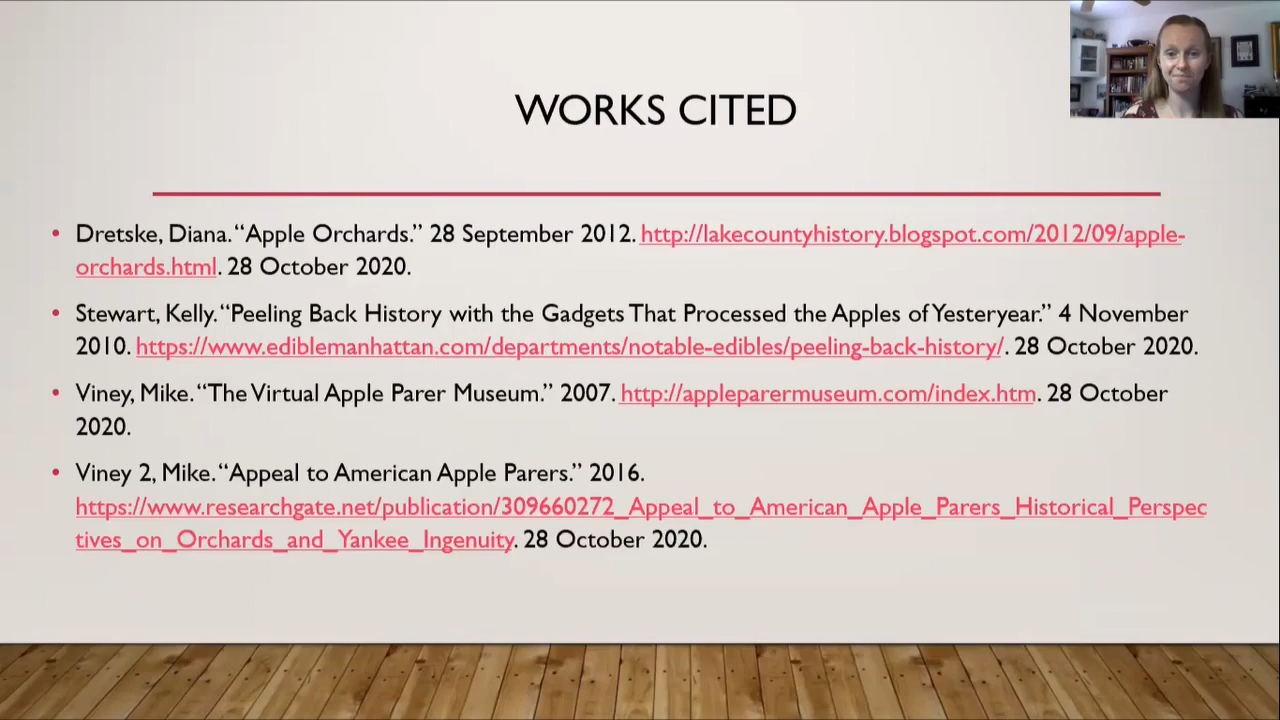 WORKS CITED
Dretske, Diana. “Apple Orchards.” 28 September 2012. http://lakecountyhistory.blogspot.com/2012/09/apple-
orchards.html. 28 October 2020.
Stewart, Kelly. “Peeling Back History with the Gadgets That Processed the Apples of Yesteryear.” 4 November
2010. https://www.ediblemanhattan.com/departments/notable-edibles/peeling-back-history/. 28 October 2020.
Viney, Mike. “The Virtual Apple Parer Museum.” 2007. http://appleparermuseum.com/index.htm. 28 October
2020.
Viney 2, Mike. “Appeal to American Apple Parers.” 2016.
https://www.researchgate.net/publication/309660272_Appeal_to_American_Apple_Parers_Historical_Perspec
tives_on_Orchards_and_Yankee_Ingenuity. 28 October 2020.